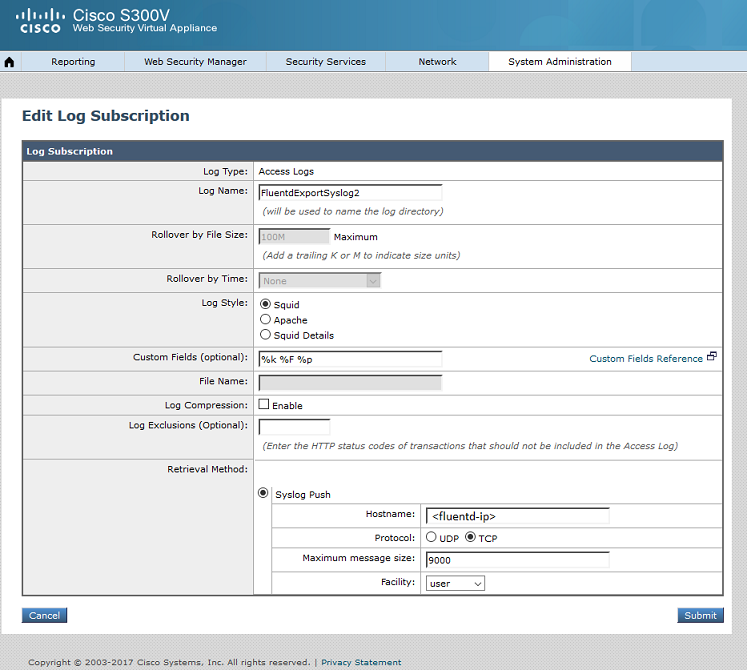 CISCO
Cisco S300V
Web Security Virtual Appliance
Reporting
Web Security Manager
Security Services
Network
System Administration
Edit Log Subscription
Log Subscription
Log Type: Access Logs
Log Name: FluentdExportSyslog2
(will be used to name the log directory)
Rollover by File Size: 100M Maximum
(Add a trailing K or M to indicate size units)
Rollover by Time: None
Log Style: Squid
Apache
Squid Details
Custom Fields (optional): %k %F %p Custom Fields Reference
File Name:
Log Compression: Enable
Log Exclusions (Optional):
(Enter the HTTP status codes of transactions that should not be included in the Access Log)
Retrieval Method:
Syslog Push
Hostname: <fluentd-ip>
Protocol: UDP TCP
Maximum message size: 9000
Facility: user
Cancel Submit
Copyright © 2003-2017 Cisco Systems, Inc. All rights reserved. | Privacy Statement